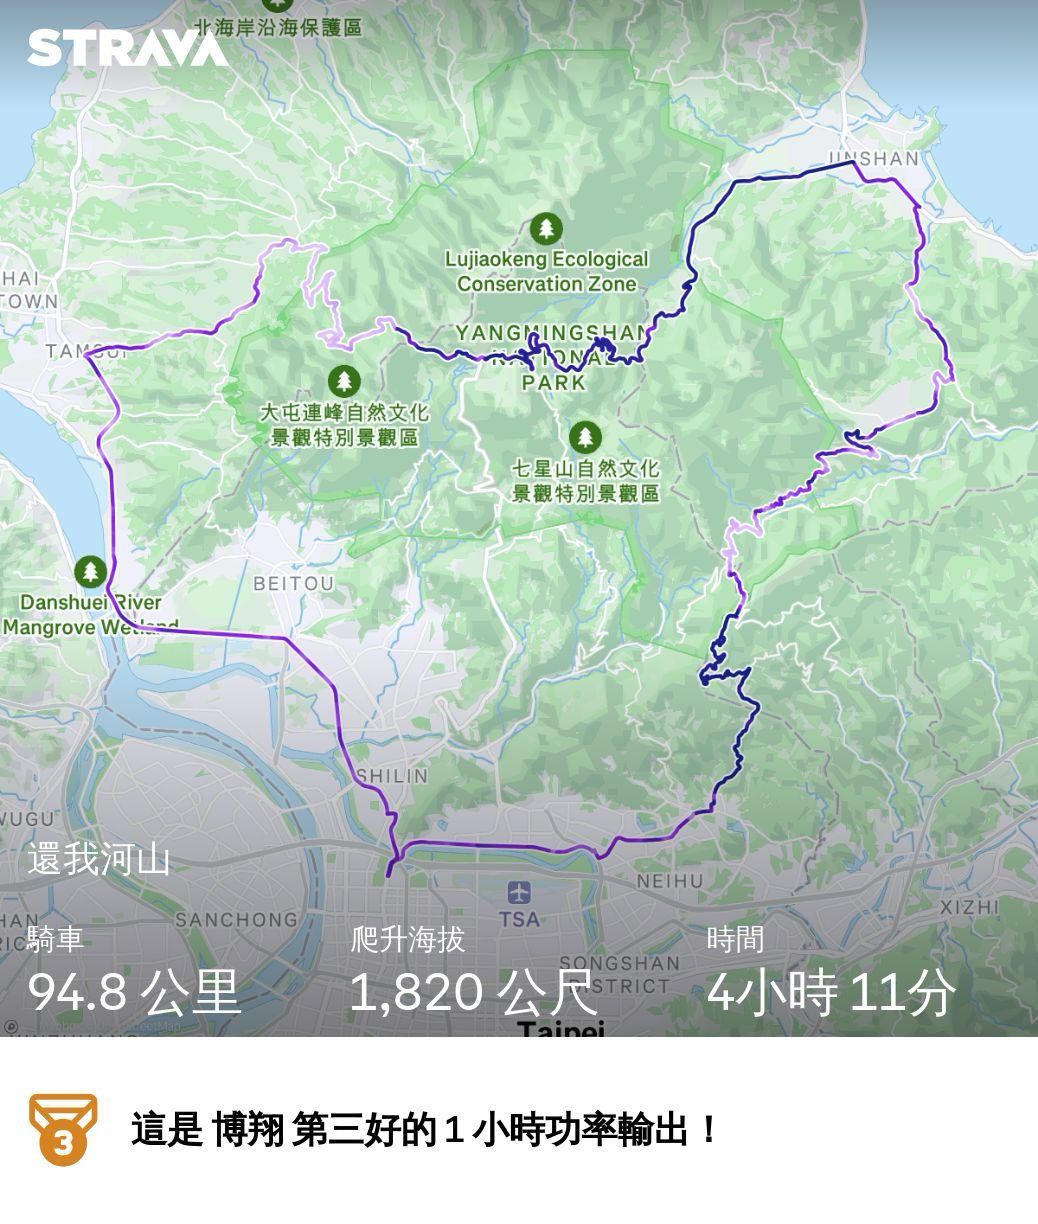 北海岸沿海保護區
STRAVA
JINSHAN
Lujiaokeng Ecological
Conservation Zone
HAI
TOWN
YANGMINGSHAN
NATIONAL
PARK
TAMSUI
大屯連峰自然文化
景觀特別景觀區
七星山自然文化
景觀特別景觀區
BEITOU
Danshuei River
Mangrove Wetland
SHILIN
WUGU
還我河山
NEIHU
TSA
XIZHI
SANCHONG
騎車
爬升海拔
時間
SONGSHAN
DISTRICT
94.8 公里
1,820 公尺
4小時 11分
Taipei
這是 博翔 第三好的 1 小時功率輸出！
3